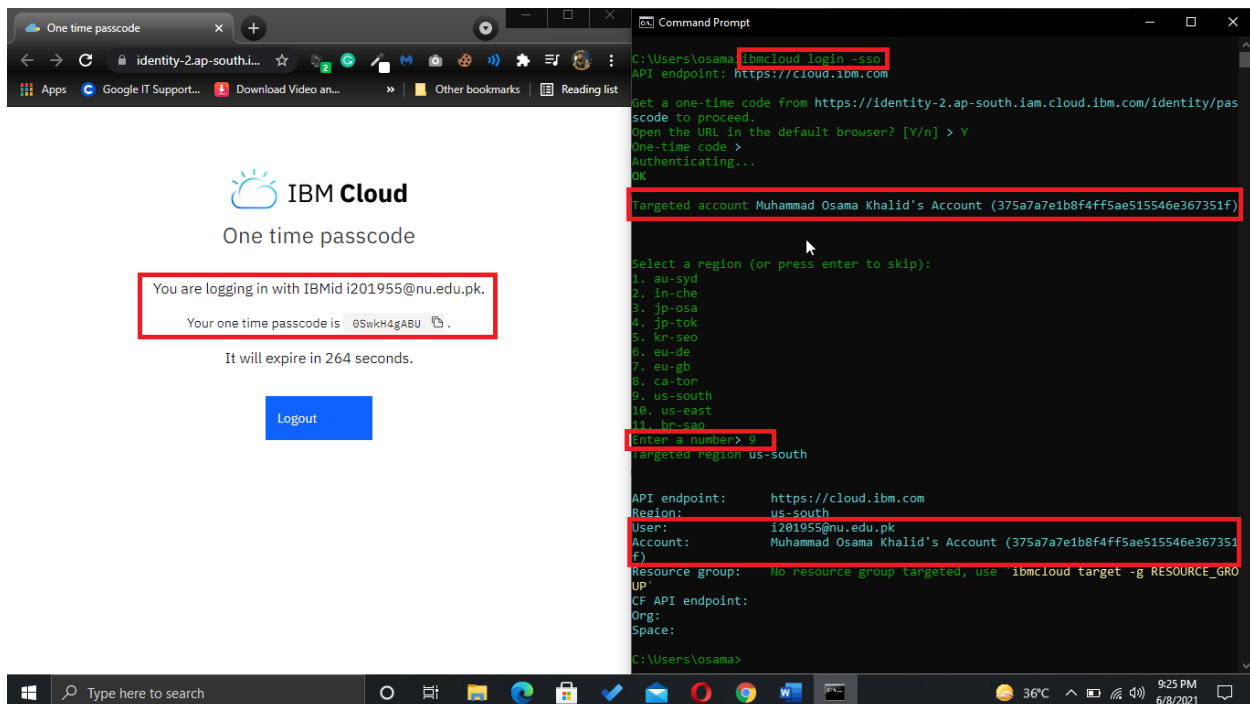 One time passcode
identity-2.ap-south.i...
2
Apps
Google IT Support...
Download Video an...
»
Other bookmarks
Reading list
IBM Cloud
One time passcode
You are logging in with IBMid i201955@nu.edu.pk.
Your one time passcode is 0SwkH4gABU .
It will expire in 264 seconds.
Logout
Command Prompt
C:\Users\osama>ibmcloud login -sso
API endpoint: https://cloud.ibm.com
Get a one-time code from https://identity-2.ap-south.iam.cloud.ibm.com/identity/pas
scode to proceed.
Open the URL in the default browser? [Y/n] > Y
One-time code >
Authenticating...
OK
Targeted account Muhammad Osama Khalid's Account (375a7a7e1b8f4ff5ae515546e367351f)
Select a region (or press enter to skip):
1. au-syd
2. in-che
3. jp-osa
4. jp-tok
5. kr-seo
6. eu-de
7. eu-gb
8. ca-tor
9. us-south
10. us-east
11. br-sao
Enter a number> 9
Targeted region us-south
API endpoint: https://cloud.ibm.com
Region: us-south
User: i201955@nu.edu.pk
Account: Muhammad Osama Khalid's Account (375a7a7e1b8f4ff5ae515546e367351
f)
Resource group: No resource group targeted, use 'ibmcloud target -g RESOURCE_GRO
UP'
CF API endpoint:
Org:
Space:
C:\Users\osama>
Type here to search
36°C
9:25 PM
6/8/2021